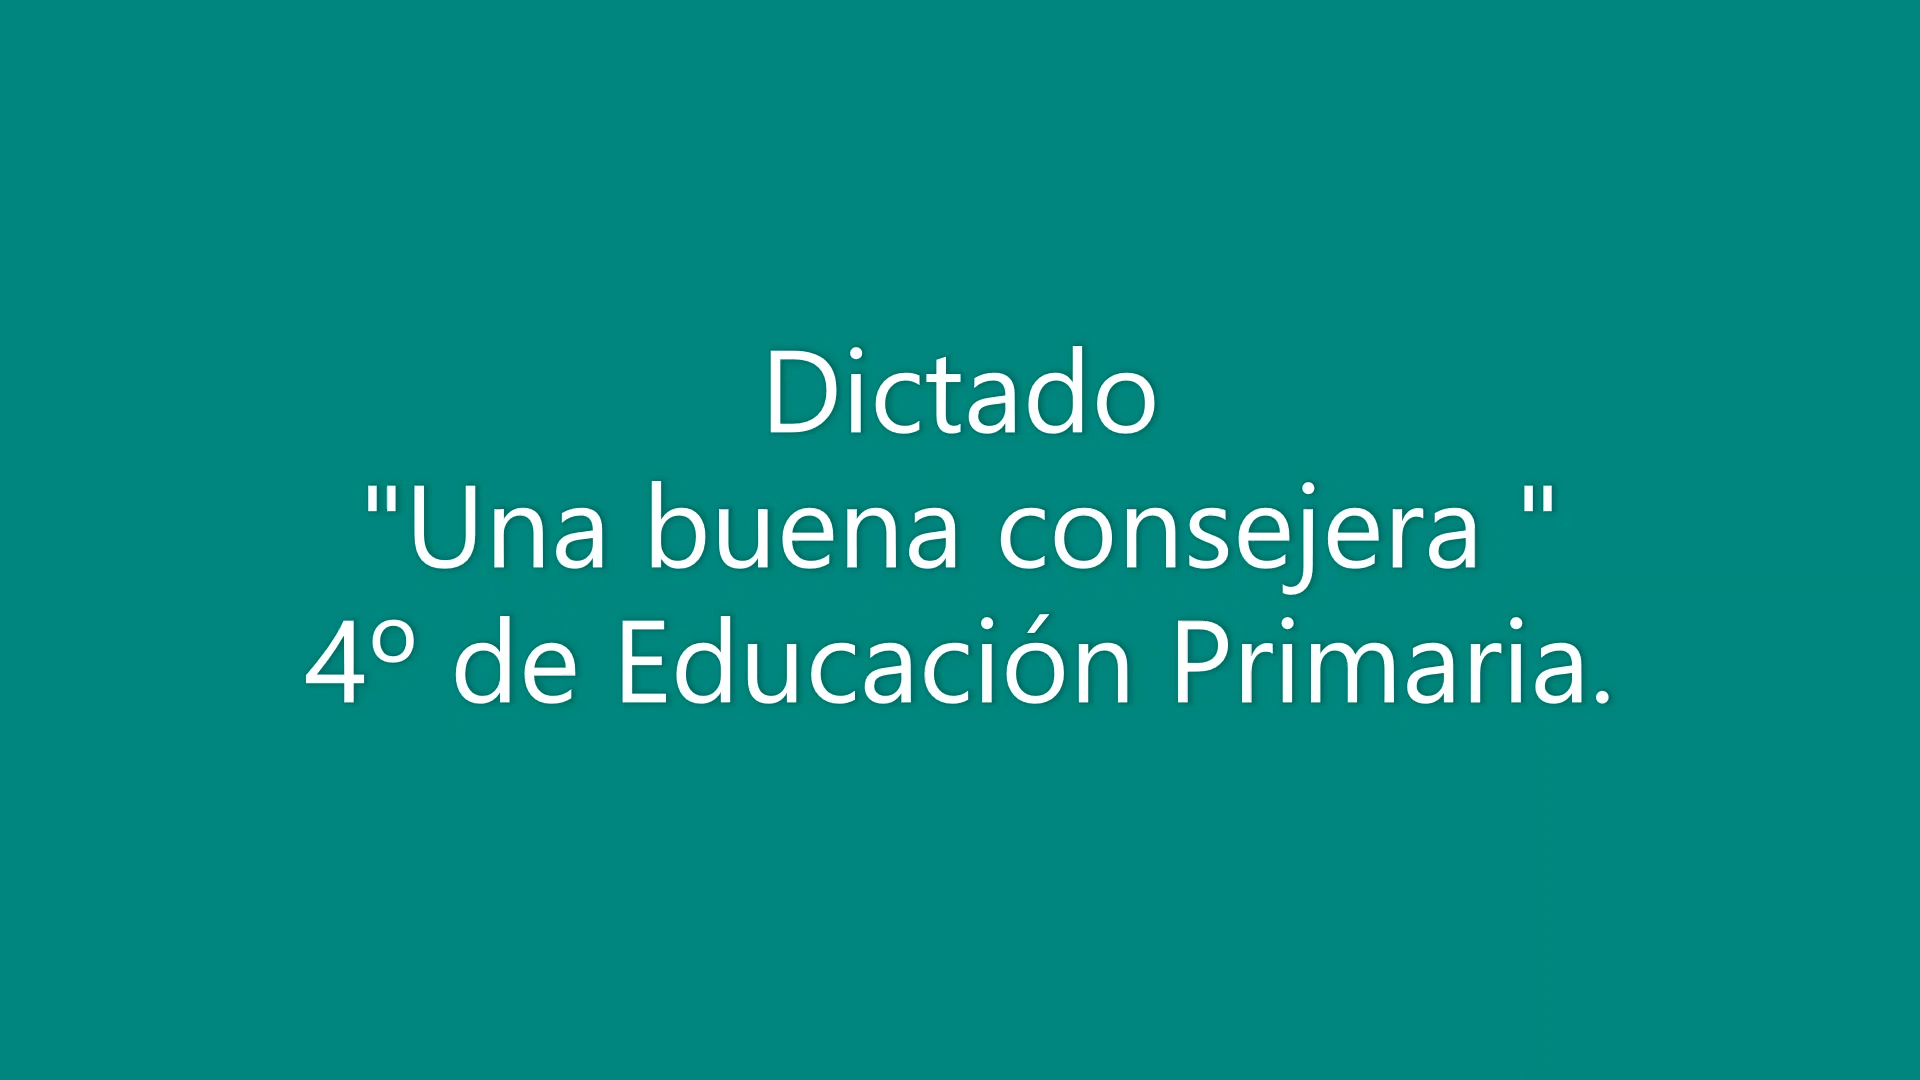 Dictado
"Una buena consejera "
4º de Educación Primaria.